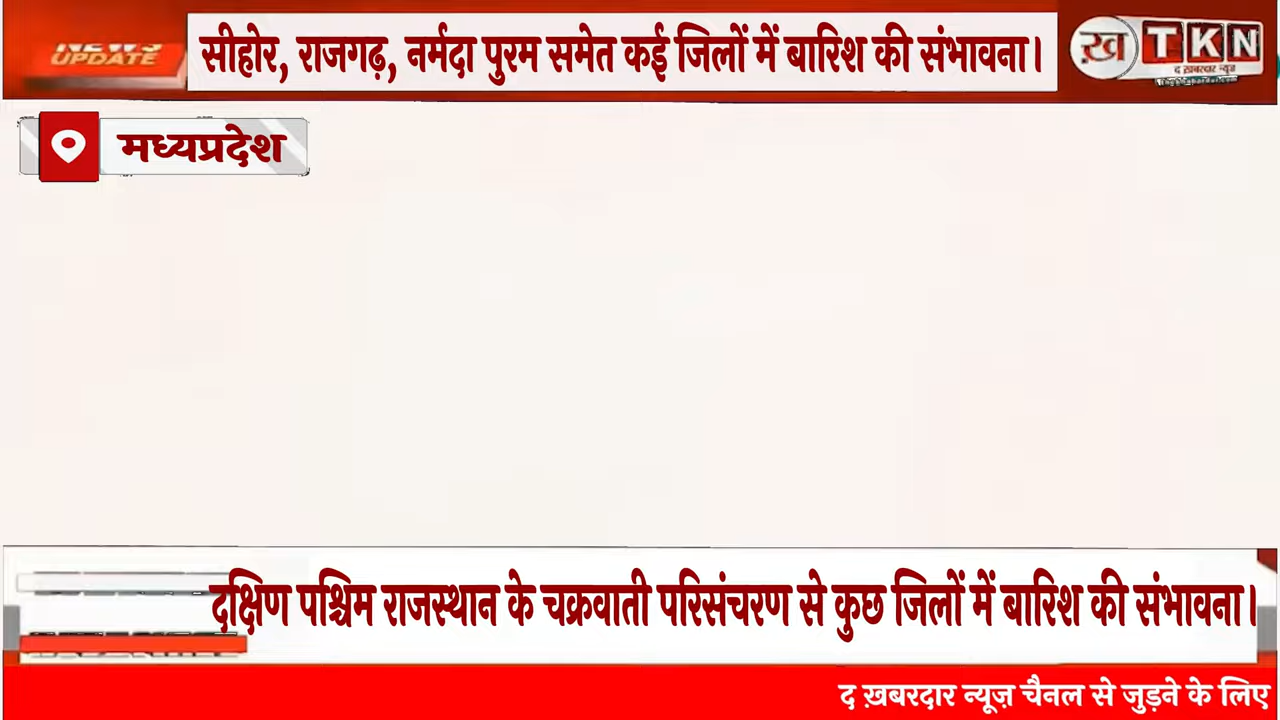 NEWS
UPDATE
सीहोर, राजगढ़, नर्मदा पुरम समेत कई जिलों में बारिश की संभावना।
ख़ TKN
द ख़बरदार न्यूज़
मध्यप्रदेश
दक्षिण पश्चिम राजस्थान के चक्रवाती परिसंचरण से कुछ जिलों में बारिश की संभावना।
द ख़बरदार न्यूज़ चैनल से जुड़ने के लिए